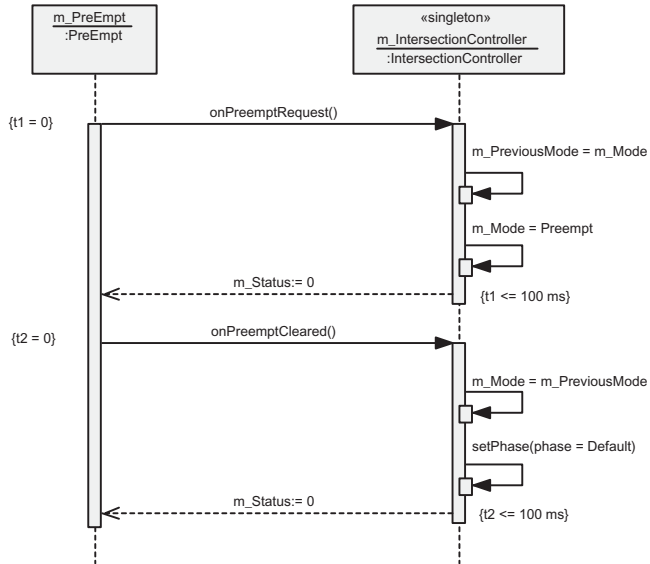 m_PreEmpt
:PreEmpt
«singleton»
m_IntersectionController
:IntersectionController
{t1 = 0}
onPreemptRequest()
m_PreviousMode = m_Mode
m_Mode = Preempt
m_Status:= 0
{t1 <= 100 ms}
{t2 = 0}
onPreemptCleared()
m_Mode = m_PreviousMode
setPhase(phase = Default)
m_Status:= 0
{t2 <= 100 ms}